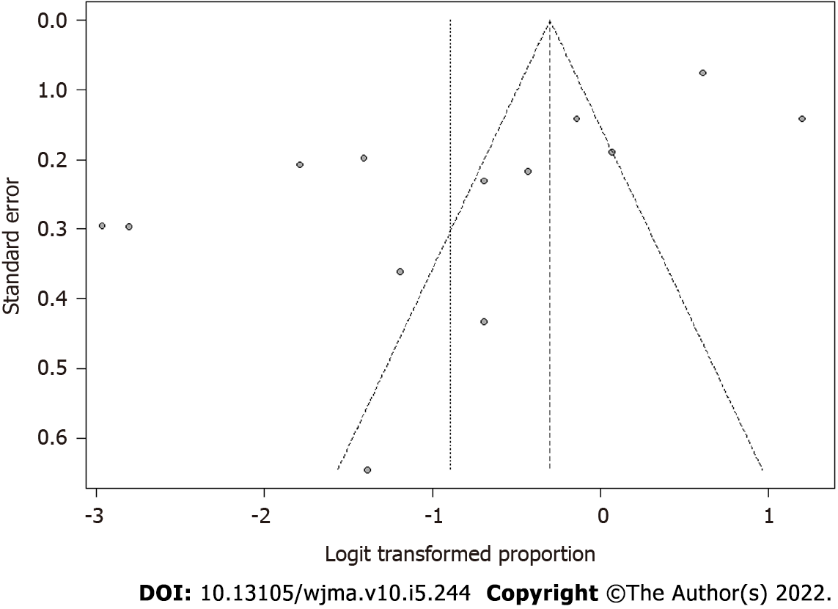 0.0
1.0
0.2
0.3
0.4
0.5
0.6
Standard error
-3 -2 -1 0 1
Logit transformed proportion
DOI: 10.13105/wjma.v10.i5.244 Copyright ©The Author(s) 2022.